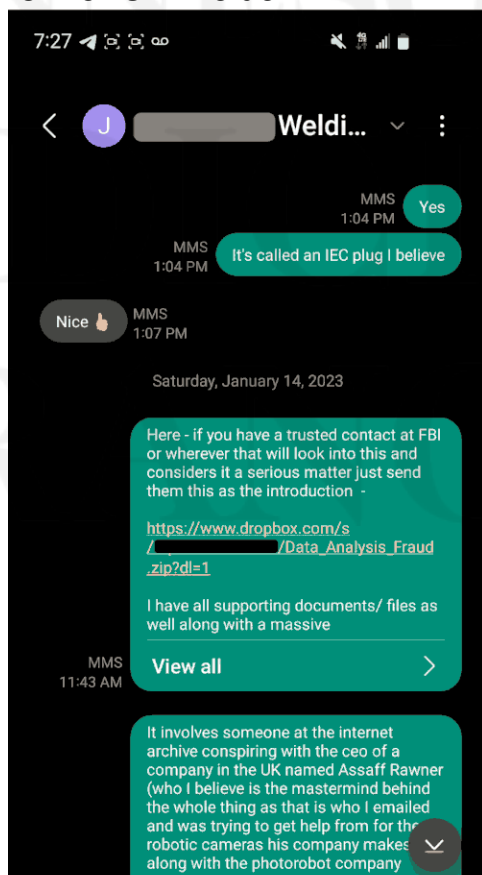 7:27
J Weldi...
MMS
1:04 PM
Yes
MMS
1:04 PM
It's called an IEC plug I believe
Nice 👆🏼
MMS
1:07 PM
Saturday, January 14, 2023
Here - if you have a trusted contact at FBI
or wherever that will look into this and
considers it a serious matter just send
them this as the introduction -
https://www.dropbox.com/s
/ /Data_Analysis_Fraud
.zip?dl=1
I have all supporting documents/ files as
well along with a massive
View all
MMS
11:43 AM
It involves someone at the internet
archive conspiring with the ceo of a
company in the UK named Assaff Rawner
(who I believe is the mastermind behind
the whole thing as that is who I emailed
and was trying to get help from for the
robotic cameras his company makes
along with the photorobot company